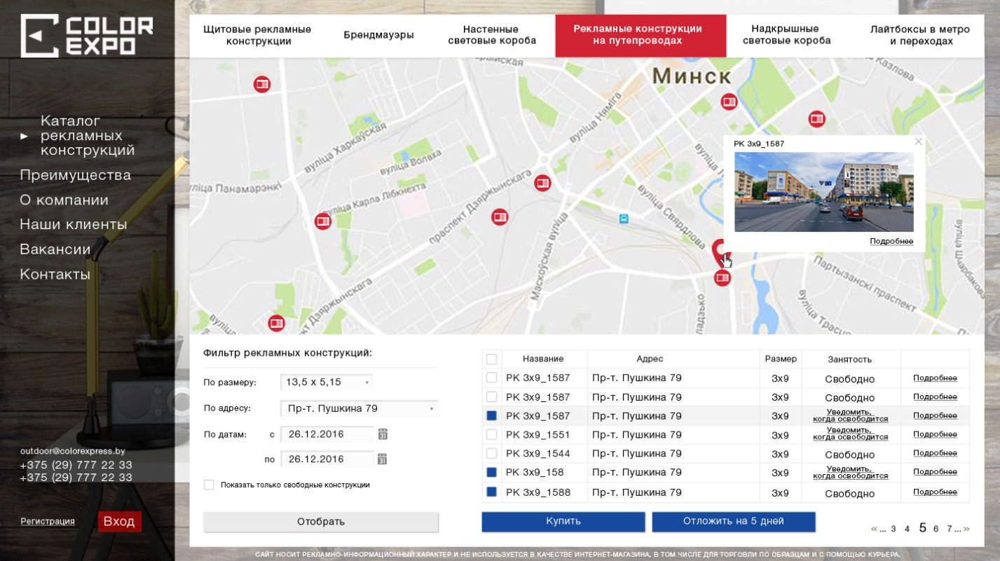 COLOR
EXPO
Каталог
рекламных
конструкций
Преимущества
О компании
Наши клиенты
Вакансии
Контакты
outdoor@colorexpress.by
+375 (29) 777 22 33
+375 (29) 777 22 33
Регистрация
Вход
Щитовые рекламные
конструкции
Брендмауэры
Настенные
световые короба
Рекламные конструкции
на путепроводах
Надкрышные
световые короба
Лайтбоксы в метро
и переходах
Минск
вуліца Няміга
вуліца Харкаўская
вуліца Волаха
вуліца Карла Лібкнехта
праспект Дзяржынскага
вуліца Свярдлова
Маскоўская вуліца
Партызанскі праспект
праспект Дзяржынскага
РК 3х9_1587
Подробнее
Фильтр рекламных конструкций:
По размеру: 13,5 x 5,15
По адресу: Пр-т. Пушкина 79
По датам: с 26.12.2016 31
по 26.12.2016 31
Показать только свободные конструкции
Отобрать
Название Адрес Размер Занятость
РК 3х9_1587 Пр-т. Пушкина 79 3х9 Свободно Подробнее
РК 3х9_1587 Пр-т. Пушкина 79 3х9 Свободно Подробнее
РК 3х9_1587 Пр-т. Пушкина 79 3х9 Уведомить, Подробнее
когда освободится
РК 3х9_1551 Пр-т. Пушкина 79 3х9 Уведомить, Подробнее
когда освободится
РК 3х9_1544 Пр-т. Пушкина 79 3х9 Свободно Подробнее
РК 3х9_158 Пр-т. Пушкина 79 3х9 Уведомить, Подробнее
когда освободится
РК 3х9_1588 Пр-т. Пушкина 79 3х9 Свободно Подробнее
Купить
Отложить на 5 дней
« ... 3 4 5 6 7 ... »
САЙТ НОСИТ РЕКЛАМНО-ИНФОРМАЦИОННЫЙ ХАРАКТЕР И НЕ ИСПОЛЬЗУЕТСЯ В КАЧЕСТВЕ ИНТЕРНЕТ-МАГАЗИНА, В ТОМ ЧИСЛЕ ДЛЯ ТОРГОВЛИ ПО ОБРАЗЦАМ И С ПОМОЩЬЮ КУРЬЕРА.